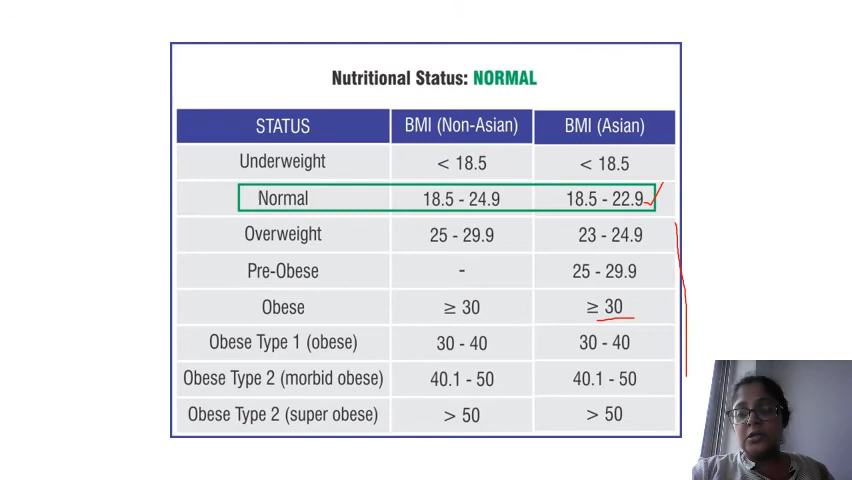 Nutritional Status: NORMAL
STATUS BMI (Non-Asian) BMI (Asian)
Underweight < 18.5 < 18.5
Normal 18.5 - 24.9 18.5 - 22.9
Overweight 25 - 29.9 23 - 24.9
Pre-Obese - 25 - 29.9
Obese ≥ 30 ≥ 30
Obese Type 1 (obese) 30 - 40 30 - 40
Obese Type 2 (morbid obese) 40.1 - 50 40.1 - 50
Obese Type 2 (super obese) > 50 > 50